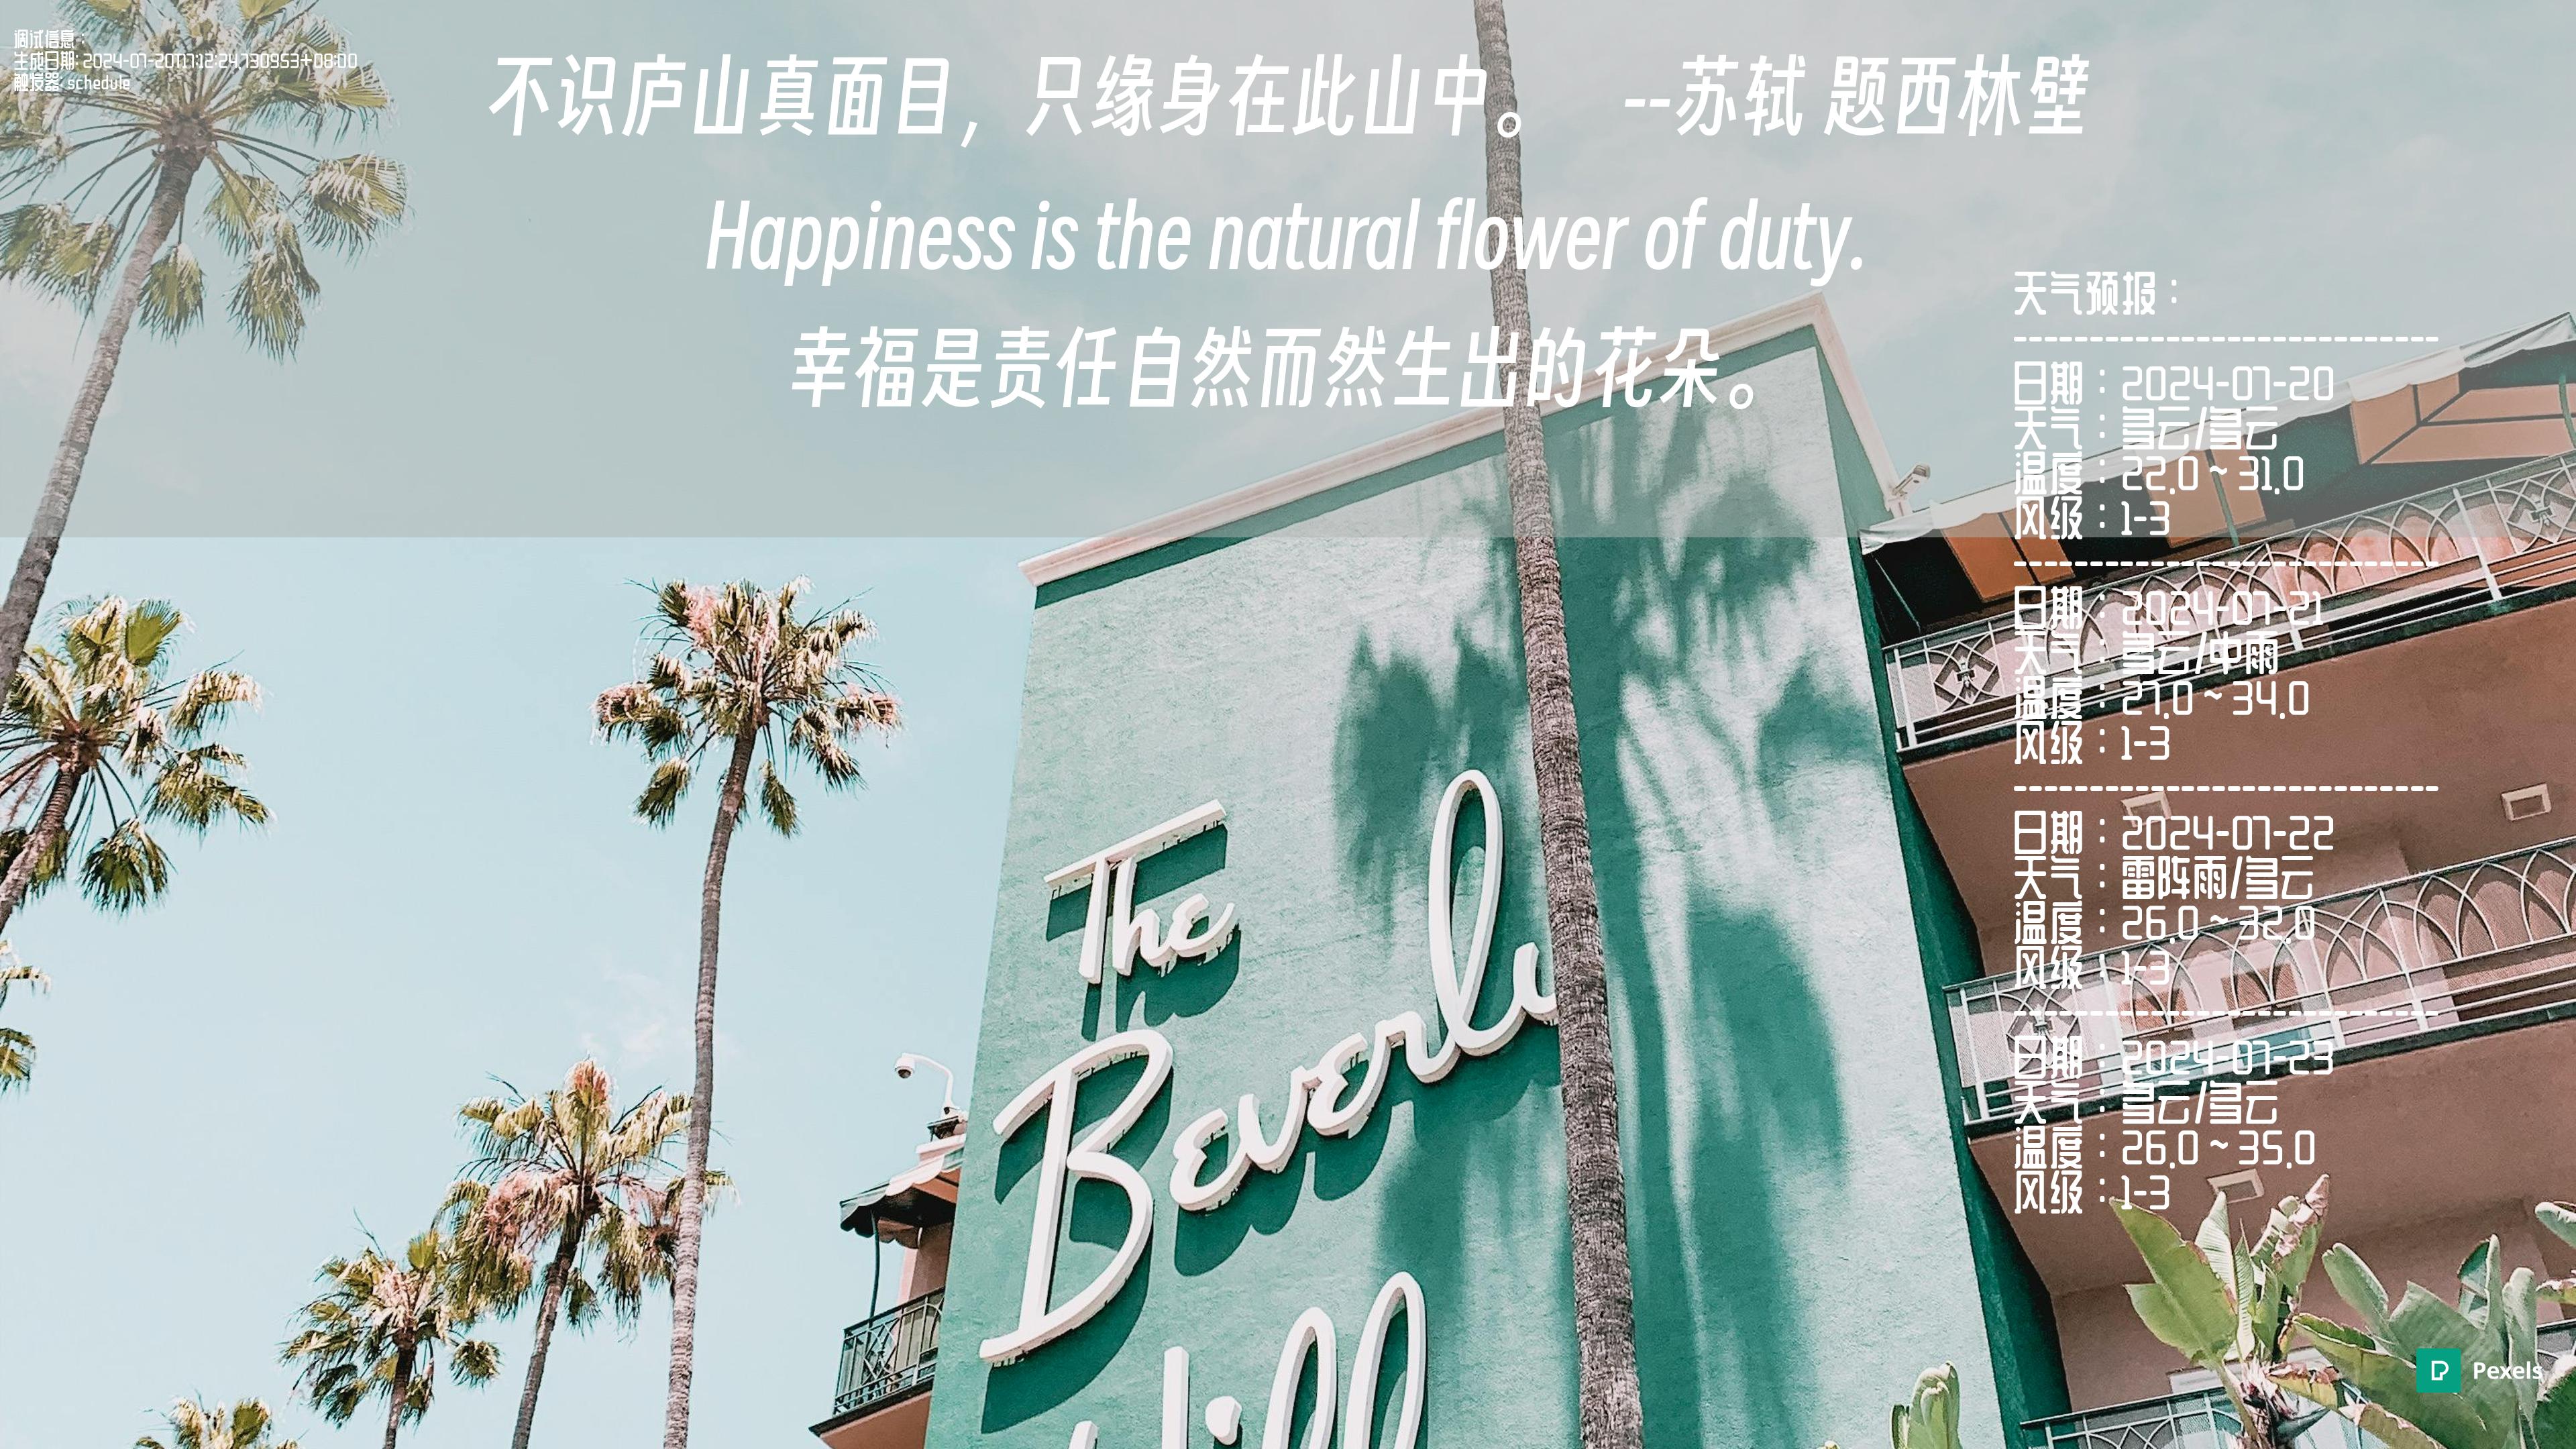 调试信息:
生成日期: 2024-07-20T17:12:24.730953+08:00
触发器: schedule
不识庐山真面目，只缘身在此山中。 --苏轼 题西林壁
Happiness is the natural flower of duty.
幸福是责任自然而然生出的花朵。
天气预报：
----------------------------
日期：2024-07-20
天气：多云/多云
温度：22.0 ~ 31.0
风级：1-3
----------------------------
日期：2024-07-21
天气：多云/中雨
温度：27.0 ~ 34.0
风级：1-3
----------------------------
日期：2024-07-22
天气：雷阵雨/多云
温度：26.0 ~ 32.0
风级：1-3
----------------------------
日期：2024-07-23
天气：多云/多云
温度：26.0 ~ 35.0
风级：1-3
The
Beverly
Hill
Pexels